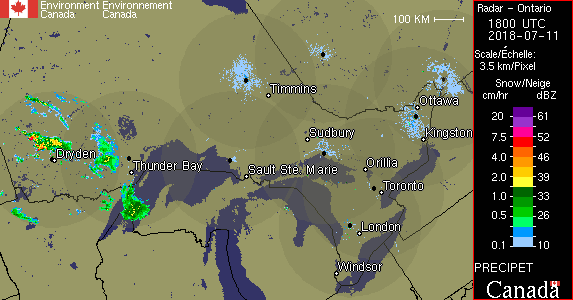 Environment Environnement
Canada Canada
100 KM
Radar - Ontario
1800 UTC
2018-07-11
Scale/Échelle:
3.5 km/Pixel
Snow/Neige
cm/hr dBZ
20 61
7.5 52
4.0 46
2.0 39
1.0 33
0.5 26
0.1 10
PRECIPET
Canada
Timmins
Ottawa
Sudbury
Kingston
Dryden
Thunder Bay
Sault Ste. Marie
Orillia
Toronto
London
Windsor